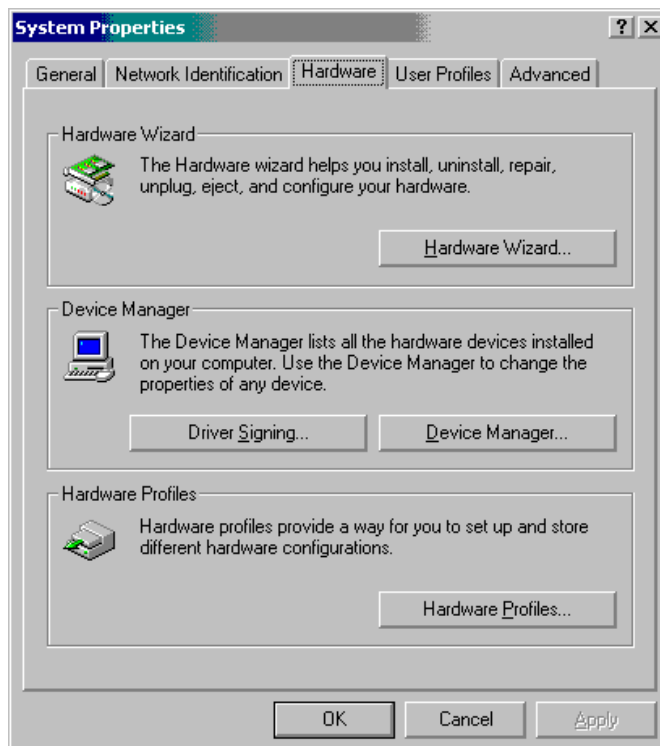 System Properties
? X
General Network Identification Hardware User Profiles Advanced
Hardware Wizard
The Hardware wizard helps you install, uninstall, repair,
unplug, eject, and configure your hardware.
Hardware Wizard...
Device Manager
The Device Manager lists all the hardware devices installed
on your computer. Use the Device Manager to change the
properties of any device.
Driver Signing... Device Manager...
Hardware Profiles
Hardware profiles provide a way for you to set up and store
different hardware configurations.
Hardware Profiles...
OK Cancel Apply